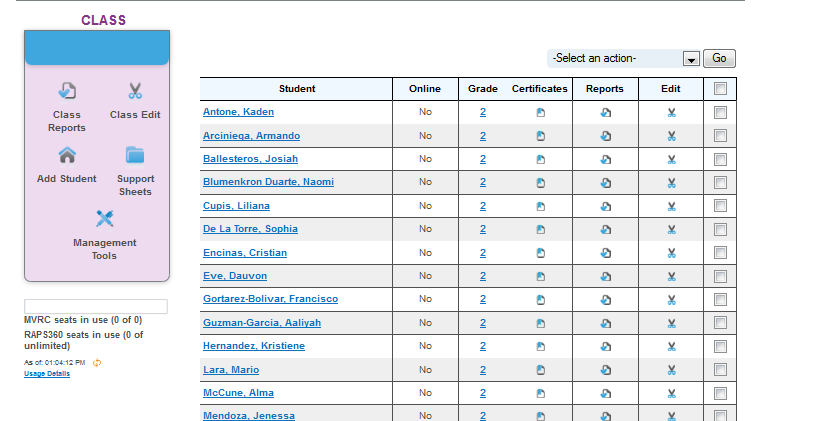 CLASS
Class Reports
Class Edit
Add Student
Support Sheets
Management Tools
MVRC seats in use (0 of 0)
RAPS360 seats in use (0 of unlimited)
As of: 01:04:12 PM
Usage Details
-Select an action- Go
Student Online Grade Certificates Reports Edit
Antone, Kaden No 2
Arciniega, Armando No 2
Ballesteros, Josiah No 2
Blumenkron Duarte, Naomi No 2
Cupis, Liliana No 2
De La Torre, Sophia No 2
Encinas, Cristian No 2
Eve, Dauvon No 2
Gortarez-Bolivar, Francisco No 2
Guzman-Garcia, Aaliyah No 2
Hernandez, Kristiene No 2
Lara, Mario No 2
McCune, Alma No 2
Mendoza, Jenessa No 2